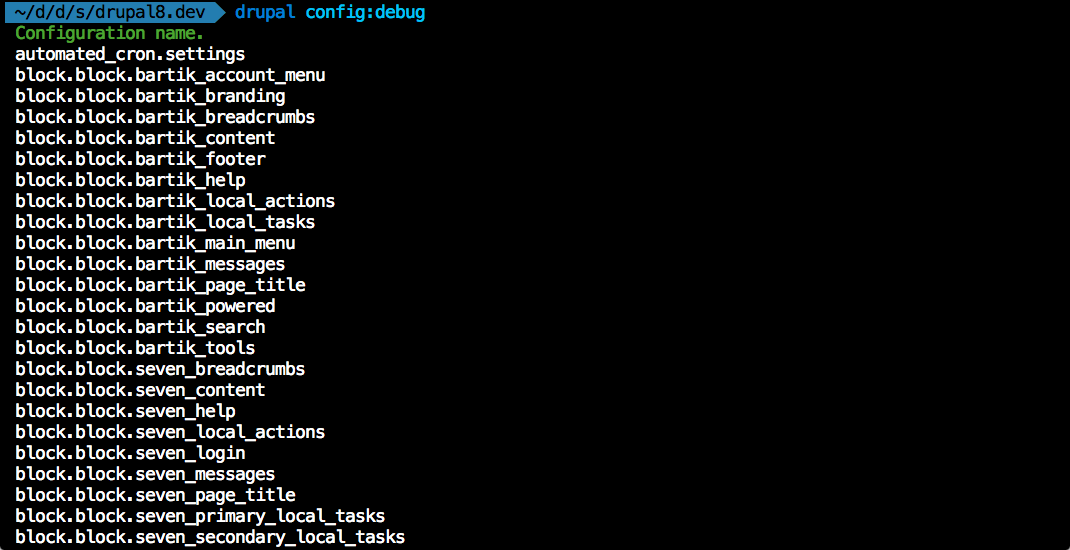 ~/d/d/s/drupal8.dev drupal config:debug
Configuration name.
automated_cron.settings
block.block.bartik_account_menu
block.block.bartik_branding
block.block.bartik_breadcrumbs
block.block.bartik_content
block.block.bartik_footer
block.block.bartik_help
block.block.bartik_local_actions
block.block.bartik_local_tasks
block.block.bartik_main_menu
block.block.bartik_messages
block.block.bartik_page_title
block.block.bartik_powered
block.block.bartik_search
block.block.bartik_tools
block.block.seven_breadcrumbs
block.block.seven_content
block.block.seven_help
block.block.seven_local_actions
block.block.seven_login
block.block.seven_messages
block.block.seven_page_title
block.block.seven_primary_local_tasks
block.block.seven_secondary_local_tasks